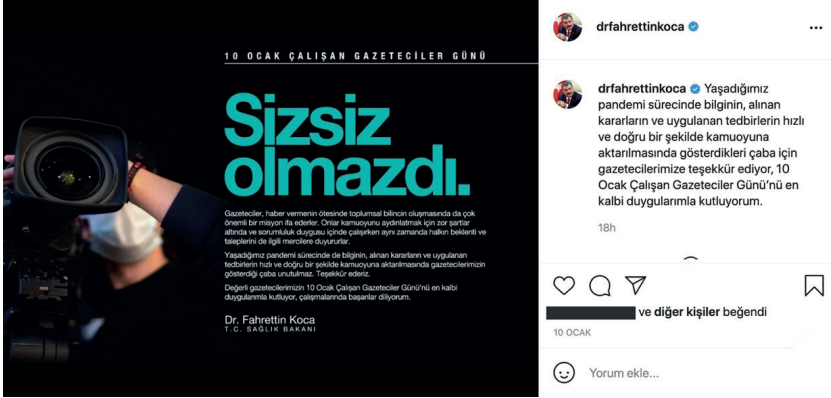 10 OCAK ÇALIŞAN GAZETECİLER GÜNÜ
Sizsiz
olmazdı.
Gazeteciler, haber vermenin ötesinde toplumsal bilincin oluşmasında da çok
önemli bir misyon ifa ederler. Onlar kamuoyunu aydınlatmak için zor şartlar
altında ve sorumluluk duygusu içinde çalışırken aynı zamanda halkın beklenti ve
taleplerini de ilgili mercilere duyururlar.
Yaşadığımız pandemi sürecinde de bilginin, alınan kararların ve uygulanan
tedbirlerin hızlı ve doğru bir şekilde kamuoyuna aktarılmasında gazetecilerimizin
gösterdiği çaba unutulmaz. Teşekkür ederiz.
Değerli gazetecilerimizin 10 Ocak Çalışan Gazeteciler Günü'nü en kalbi
duygularımla kutluyor, çalışmalarında başarılar diliyorum.
Dr. Fahrettin Koca
T.C. SAĞLIK BAKANI
drfahrettinkoca
drfahrettinkoca Yaşadığımız
pandemi sürecinde bilginin, alınan
kararların ve uygulanan tedbirlerin hızlı
ve doğru bir şekilde kamuoyuna
aktarılmasında gösterdikleri çaba için
gazetecilerimize teşekkür ediyor, 10
Ocak Çalışan Gazeteciler Günü'nü en
kalbi duygularımla kutluyorum.
18h
ve diğer kişiler beğendi
10 OCAK
Yorum ekle...